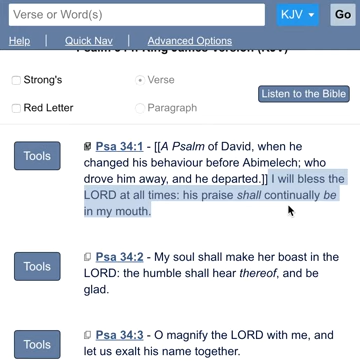 Verse or Word(s) KJV Go
Help Quick Nav Advanced Options
Strong's Verse
Listen to the Bible
Red Letter Paragraph
Tools
Psa 34:1 - [[A Psalm of David, when he
changed his behaviour before Abimelech; who
drove him away, and he departed.]] I will bless the
LORD at all times: his praise shall continually be
in my mouth.
Tools
Psa 34:2 - My soul shall make her boast in the
LORD: the humble shall hear thereof, and be
glad.
Tools
Psa 34:3 - O magnify the LORD with me, and
let us exalt his name together.